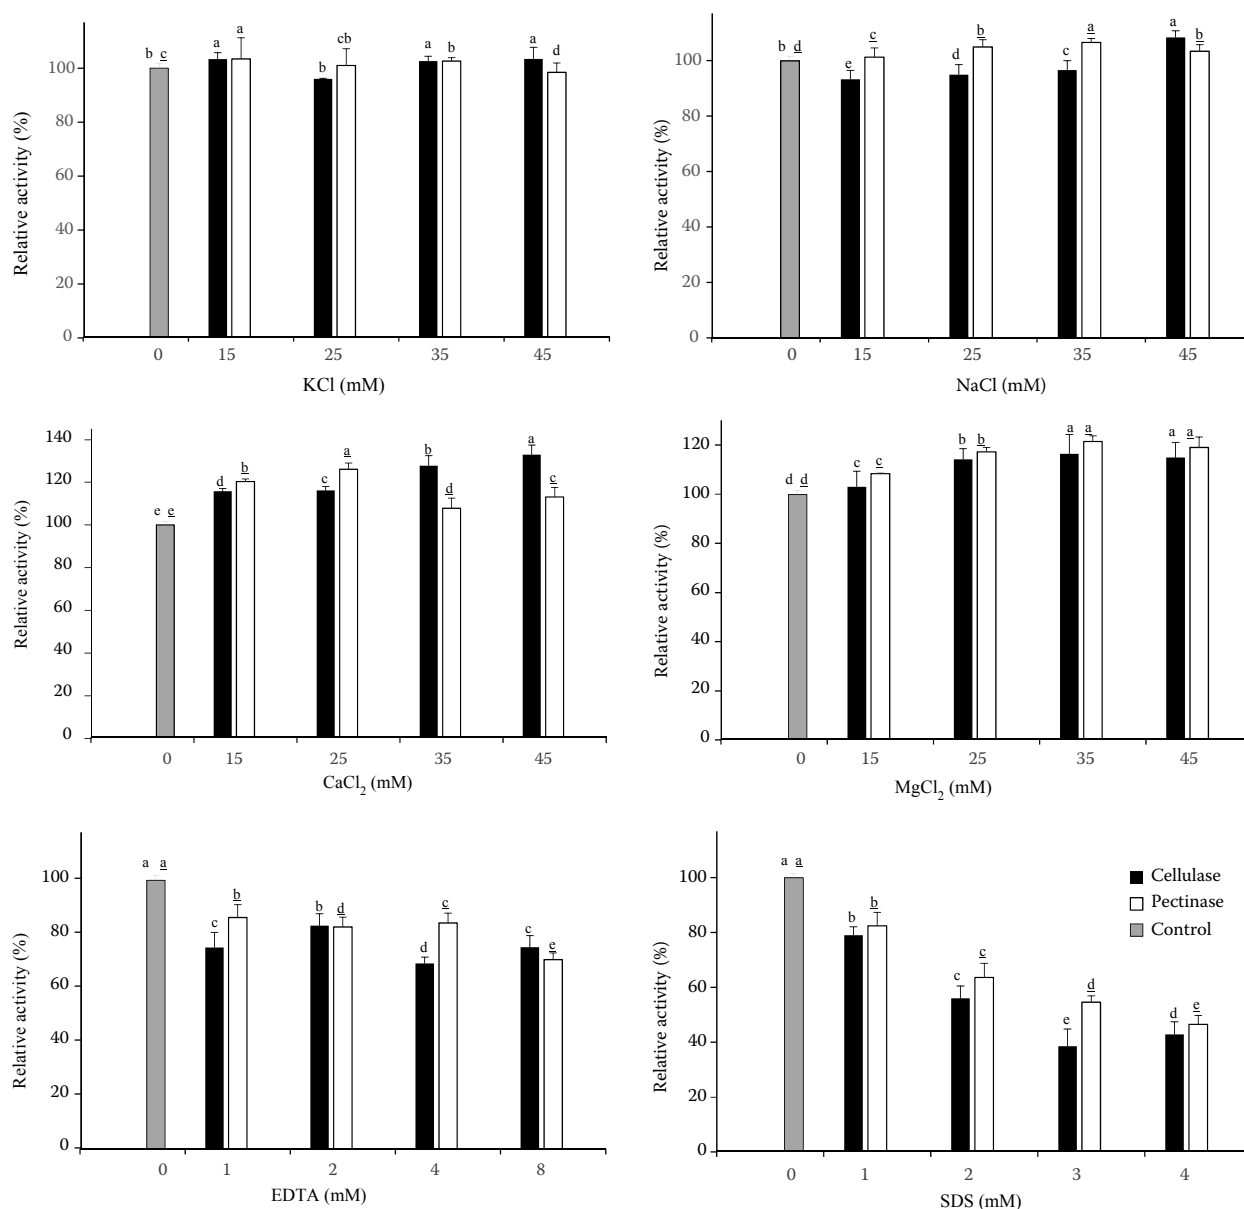 b c a a b cb a b a d
100
80
60
40
20
0
Relative activity (%)
0 15 25 35 45
KCl (mM)
b d e c d b c a a b
100
80
60
40
20
0
Relative activity (%)
0 15 25 35 45
NaCl (mM)
e e d b c a b d a c
140
120
100
80
60
40
20
0
Relative activity (%)
0 15 25 35 45
CaCl2 (mM)
d d c c b b a a a a
120
100
80
60
40
20
0
Relative activity (%)
0 15 25 35 45
MgCl2 (mM)
a a c b b d d c c e
100
80
60
40
20
0
Relative activity (%)
0 1 2 4 8
EDTA (mM)
a a b b c c e d d e
100
80
60
40
20
0
Relative activity (%)
0 1 2 3 4
SDS (mM)
Cellulase
Pectinase
Control